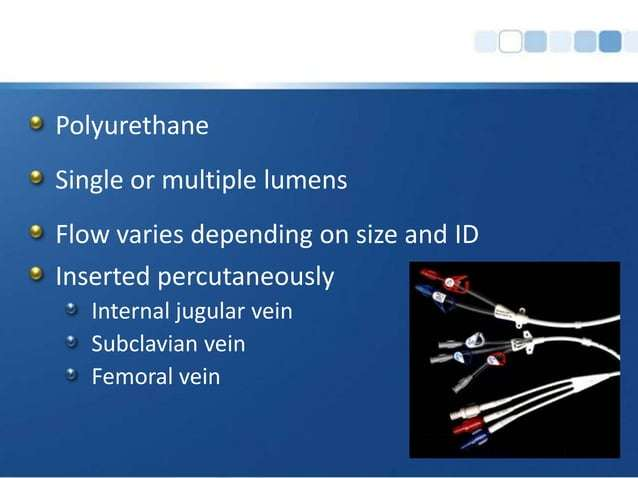 Polyurethane
Single or multiple lumens
Flow varies depending on size and ID
Inserted percutaneously
Internal jugular vein
Subclavian vein
Femoral vein